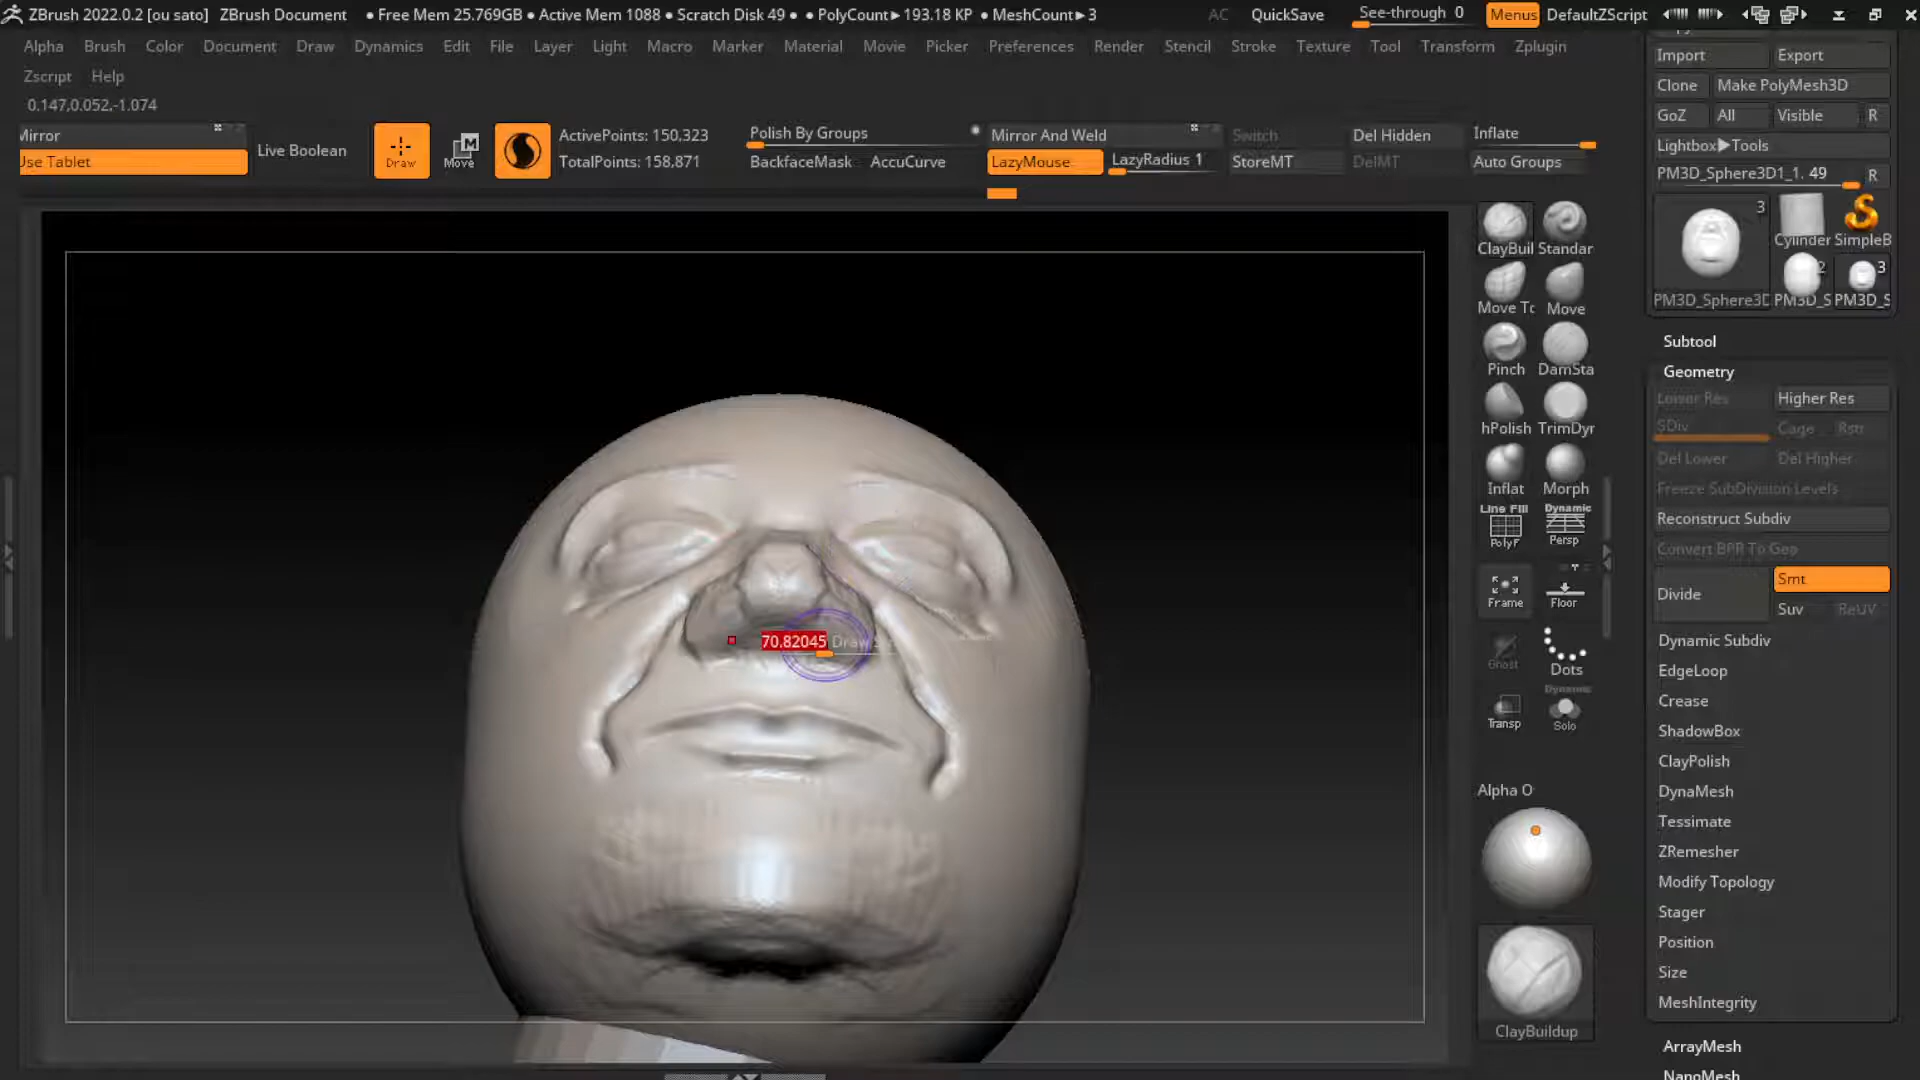 ZBrush 2022.0.2 [ou sato] ZBrush Document • Free Mem 25.769GB • Active Mem 1088 • Scratch Disk 49 • • PolyCount▸193.18 KP • MeshCount▸3 AC QuickSave See-through 0 Menus DefaultZScript
Alpha Brush Color Document Draw Dynamics Edit File Layer Light Macro Marker Material Movie Picker Preferences Render Stencil Stroke Texture Tool Transform Zplugin
Zscript Help
0.147,0.052,-1.074
Mirror
Use Tablet
Live Boolean
Draw
Move
ActivePoints: 150,323
TotalPoints: 158,871
Polish By Groups
BackfaceMask AccuCurve
Mirror And Weld
LazyMouse LazyRadius 1
Switch
StoreMT
Del Hidden
DelMT
Inflate
Auto Groups
70.82045 Draw
ClayBuil Standar
Move Move
Pinch DamSta
hPolish TrimDyr
Inflat Morph
Line Fill Dynamic
PolyF Persp
Frame Floor
Ghost Dots
Dynamic
Transp Solo
Alpha O
ClayBuildup
Import Export
Clone Make PolyMesh3D
GoZ All Visible R
Lightbox▸Tools
PM3D_Sphere3D1_1. 49 R
3
Cylinder SimpleB
2 3
PM3D_Sphere3D PM3D_S PM3D_S
Subtool
Geometry
Lower Res Higher Res
SDiv Cage Rstr
Del Lower Del Higher
Freeze SubDivision Levels
Reconstruct Subdiv
Convert BPR To Geo
Divide Smt
Suv ReUV
Dynamic Subdiv
EdgeLoop
Crease
ShadowBox
ClayPolish
DynaMesh
Tessimate
ZRemesher
Modify Topology
Stager
Position
Size
MeshIntegrity
ArrayMesh
NanoMesh